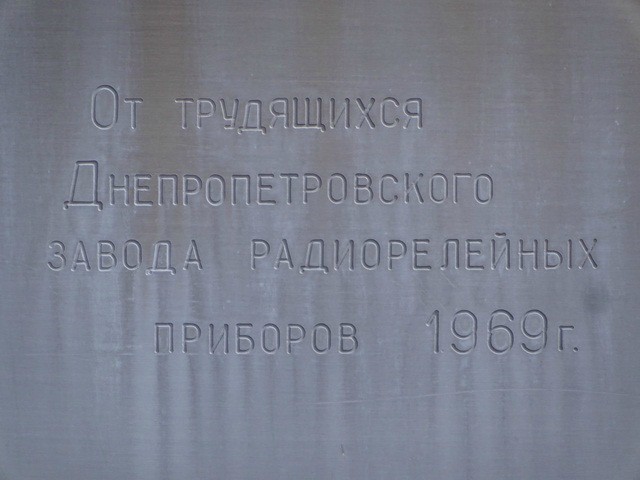 От трудящихся
Днепропетровского
завода радиорелейных
приборов 1969г.